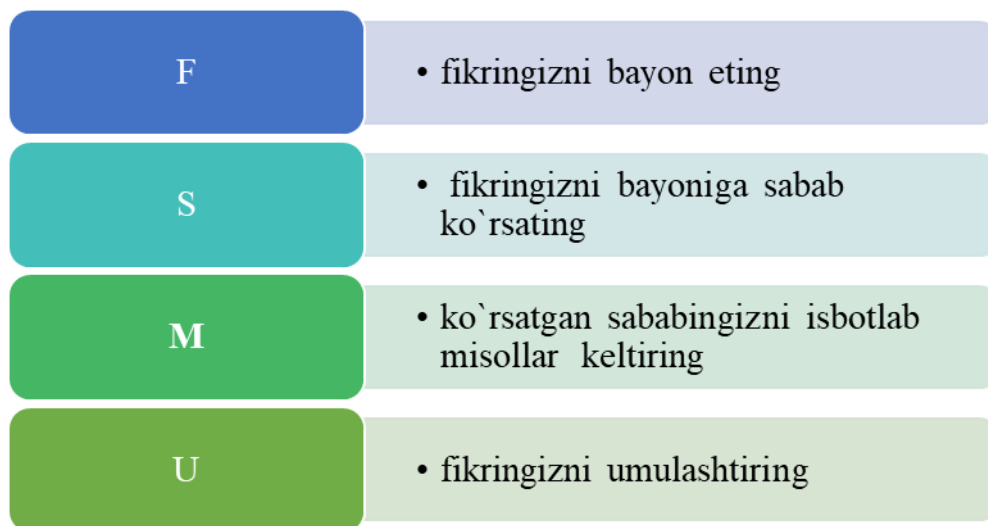 F
• fikringizni bayon eting
S
• fikringizni bayoniga sabab
ko`rsating
M
• ko`rsatgan sababingizni isbotlab
misollar keltiring
U
• fikringizni umulashtiring